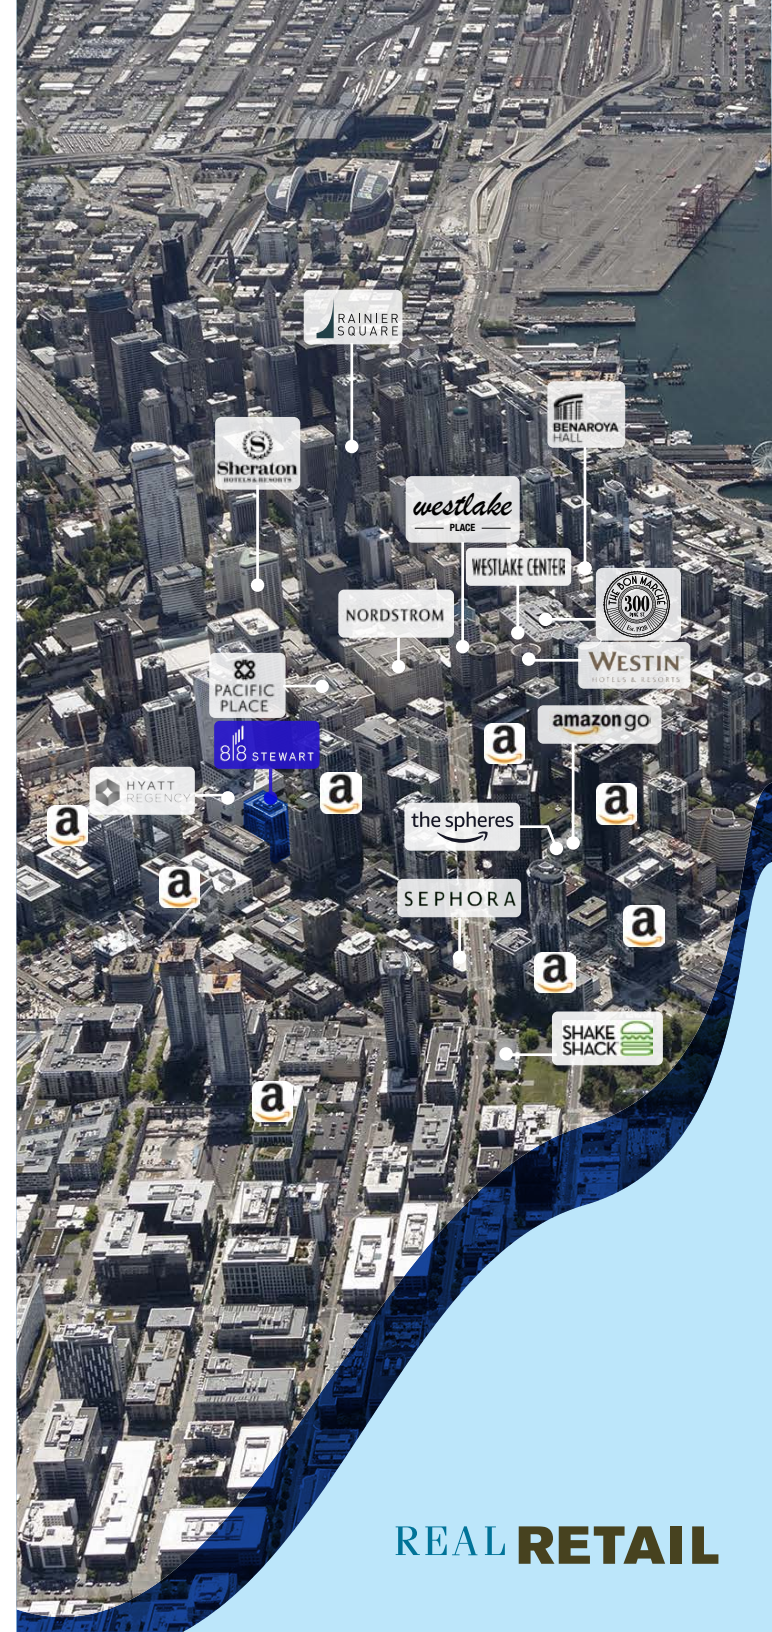 RAINIER
SQUARE
BENAROYA
HALL
S
Sheraton
HOTELS & RESORTS
westlake
PLACE
WESTLAKE CENTER
THE BON MARCHE
300
PINE ST
Est. 1928
NORDSTROM
WESTIN
HOTELS & RESORTS
PACIFIC
PLACE
amazon go
818 STEWART
a
HYATT
REGENCY
a
a
a
the spheres
a
SEPHORA
a
a
SHAKE
SHACK
a
REAL RETAIL